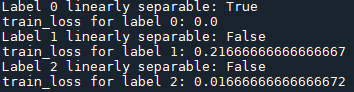 Label 0 linearly separable: True
train_loss for label 0: 0.0
Label 1 linearly separable: False
train_loss for label 1: 0.21666666666666667
Label 2 linearly separable: False
train_loss for label 2: 0.01666666666666672